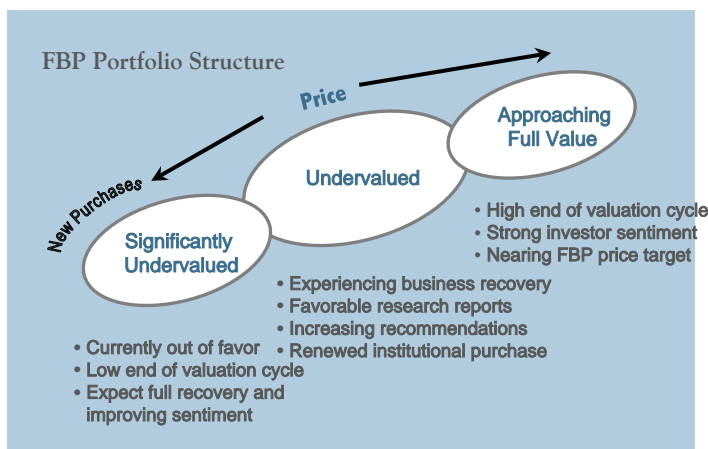 FBP Portfolio Structure
Price
Approaching
Full Value
Undervalued
New Purchases
Significantly
Undervalued
• High end of valuation cycle
• Strong investor sentiment
• Nearing FBP price target
• Experiencing business recovery
• Favorable research reports
• Increasing recommendations
• Renewed institutional purchase
• Currently out of favor
• Low end of valuation cycle
• Expect full recovery and
improving sentiment